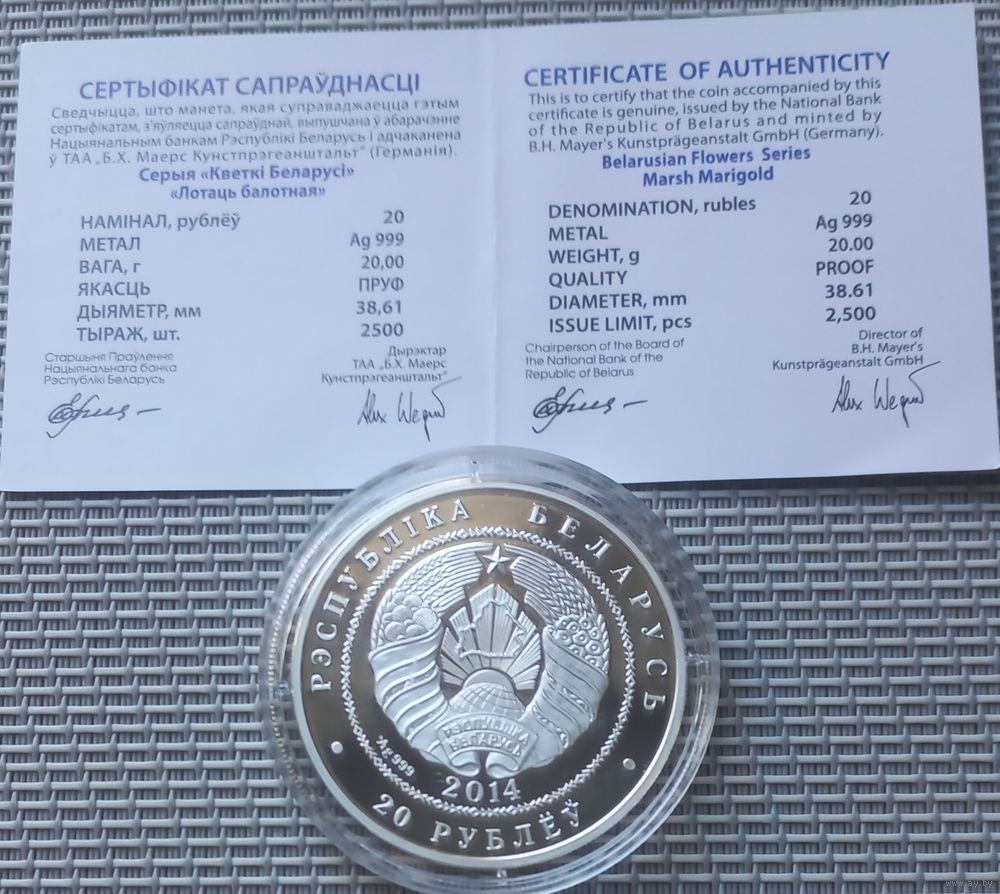 СЕРТЫФІКАТ САПРАЎДНАСЦІ
Сведчыцца, што манета, якая суправаджаецца гэтым
сертыфікатам, з'яўляецца сапраўднай, выпушчана ў абарачэнне
Нацыянальным банкам Рэспублікі Беларусь і адчаканена
ў ТАА „Б.Х. Маерс Кунстпрэгеанштальт" (Германія).
Серыя «Кветкі Беларусі»
«Лотаць балотная»
НАМІНАЛ, рублёў 20
МЕТАЛ Ag 999
ВАГА, г 20,00
ЯКАСЦЬ ПРУФ
ДЫЯМЕТР, мм 38,61
ТЫРАЖ, шт. 2500
Старшыня Праўлення
Нацыянальнага банка
Рэспублікі Беларусь
Дырэктар
ТАА „Б.Х. Маерс
Кунстпрэгеанштальт"
CERTIFICATE OF AUTHENTICITY
This is to certify that the coin accompanied by this
certificate is genuine, issued by the National Bank
of the Republic of Belarus and minted by
B.H. Mayer's Kunstprägeanstalt GmbH (Germany).
Belarusian Flowers Series
Marsh Marigold
DENOMINATION, rubles 20
METAL Ag 999
WEIGHT, g 20.00
QUALITY PROOF
DIAMETER, mm 38.61
ISSUE LIMIT, pcs 2,500
Chairperson of the Board of
the National Bank of the
Republic of Belarus
Director of
B.H. Mayer's
Kunstprägeanstalt GmbH
РЭСПУБЛІКА БЕЛАРУСЬ
РЭСПУБЛІКА
БЕЛАРУСЬ
Ag 999
2014
20 РУБЛЁЎ
www.ay.by